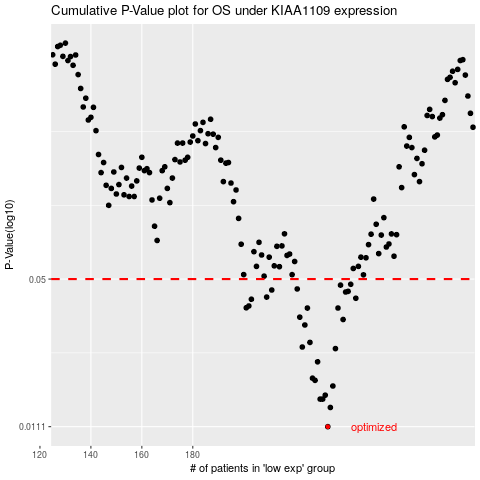 Cumulative P-Value plot for OS under KIAA1109 expression
P-Value(log10)
0.05
0.0111
optimized
120 140 160 180
# of patients in 'low exp' group